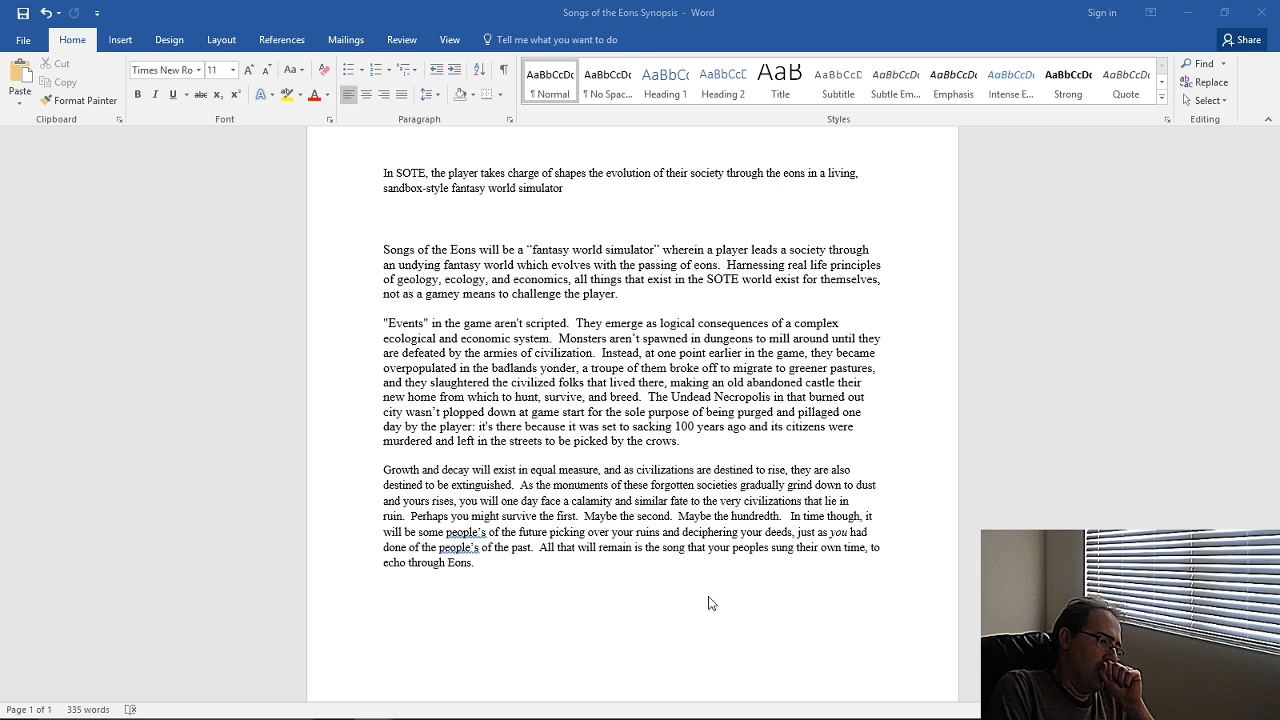 Songs of the Eons Synopsis - Word
Sign in
File Home Insert Design Layout References Mailings Review View Tell me what you want to do
Share
Paste
Cut
Copy
Format Painter
Clipboard
Times New Ro 11
Font
Paragraph
AaBbCcDc ¶ Normal
AaBbCcDc ¶ No Spac...
AaBbCc Heading 1
AaBbCcD Heading 2
AaB Title
AaBbCcD Subtitle
AaBbCcDc Subtle Em...
AaBbCcDc Emphasis
AaBbCcDc Intense E...
AaBbCcDc Strong
AaBbCcDc Quote
Styles
Find
Replace
Select
Editing
In SOTE, the player takes charge of shapes the evolution of their society through the eons in a living,
sandbox-style fantasy world simulator
Songs of the Eons will be a “fantasy world simulator” wherein a player leads a society through
an undying fantasy world which evolves with the passing of eons. Harnessing real life principles
of geology, ecology, and economics, all things that exist in the SOTE world exist for themselves,
not as a gamey means to challenge the player.
"Events" in the game aren't scripted. They emerge as logical consequences of a complex
ecological and economic system. Monsters aren’t spawned in dungeons to mill around until they
are defeated by the armies of civilization. Instead, at one point earlier in the game, they became
overpopulated in the badlands yonder, a troupe of them broke off to migrate to greener pastures,
and they slaughtered the civilized folks that lived there, making an old abandoned castle their
new home from which to hunt, survive, and breed. The Undead Necropolis in that burned out
city wasn’t plopped down at game start for the sole purpose of being purged and pillaged one
day by the player: it's there because it was set to sacking 100 years ago and its citizens were
murdered and left in the streets to be picked by the crows.
Growth and decay will exist in equal measure, and as civilizations are destined to rise, they are also
destined to be extinguished. As the monuments of these forgotten societies gradually grind down to dust
and yours rises, you will one day face a calamity and similar fate to the very civilizations that lie in
ruin. Perhaps you might survive the first. Maybe the second. Maybe the hundredth. In time though, it
will be some people’s of the future picking over your ruins and deciphering your deeds, just as you had
done of the people’s of the past. All that will remain is the song that your peoples sung their own time, to
echo through Eons.
Page 1 of 1 335 words